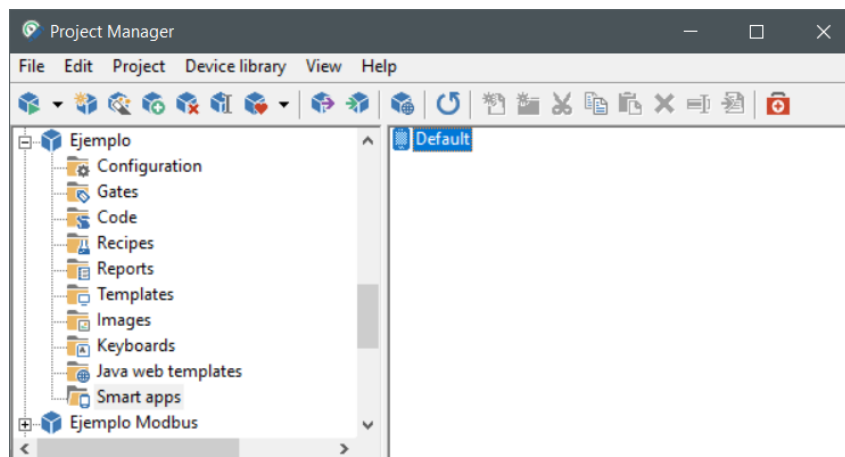 Project Manager
File Edit Project Device library View Help
Ejemplo
Default
Configuration
Gates
Code
Recipes
Reports
Templates
Images
Keyboards
Java web templates
Smart apps
Ejemplo Modbus